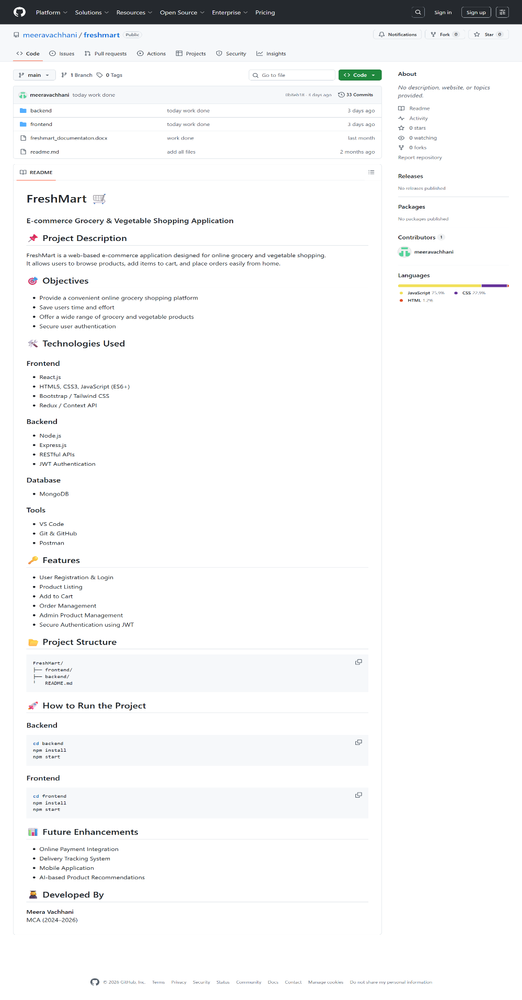 Platform Solutions Resources Open Source Enterprise Pricing Sign in Sign up
meeravachhani / freshmart Public Notifications Fork 0 Star 0
Code Issues Pull requests Actions Projects Security Insights
main 1 Branch 0 Tags Go to file Code
meeravachhani today work done 0b8eb18 · 3 days ago 33 Commits
backend today work done 3 days ago
frontend today work done 3 days ago
freshmart_documentaton.docx work done last month
readme.md add all files 2 months ago
README
FreshMart
E-commerce Grocery & Vegetable Shopping Application
Project Description
FreshMart is a web-based e-commerce application designed for online grocery and vegetable shopping.
It allows users to browse products, add items to cart, and place orders easily from home.
Objectives
Provide a convenient online grocery shopping platform
Save users time and effort
Offer a wide range of grocery and vegetable products
Secure user authentication
Technologies Used
Frontend
React.js
HTML5, CSS3, JavaScript (ES6+)
Bootstrap / Tailwind CSS
Redux / Context API
Backend
Node.js
Express.js
RESTful APIs
JWT Authentication
Database
MongoDB
Tools
VS Code
Git & GitHub
Postman
Features
User Registration & Login
Product Listing
Add to Cart
Order Management
Admin Product Management
Secure Authentication using JWT
Project Structure
FreshMart/
├── frontend/
├── backend/
╵   README.md
How to Run the Project
Backend
cd backend
npm install
npm start
Frontend
cd frontend
npm install
npm start
Future Enhancements
Online Payment Integration
Delivery Tracking System
Mobile Application
AI-based Product Recommendations
Developed By
Meera Vachhani
MCA (2024–2026)
About
No description, website, or topics
provided.
Readme
Activity
0 stars
0 watching
0 forks
Report repository
Releases
No releases published
Packages
No packages published
Contributors 1
meeravachhani
Languages
JavaScript 75.9% CSS 22.9%
HTML 1.2%
© 2026 GitHub, Inc. Terms Privacy Security Status Community Docs Contact Manage cookies Do not share my personal information